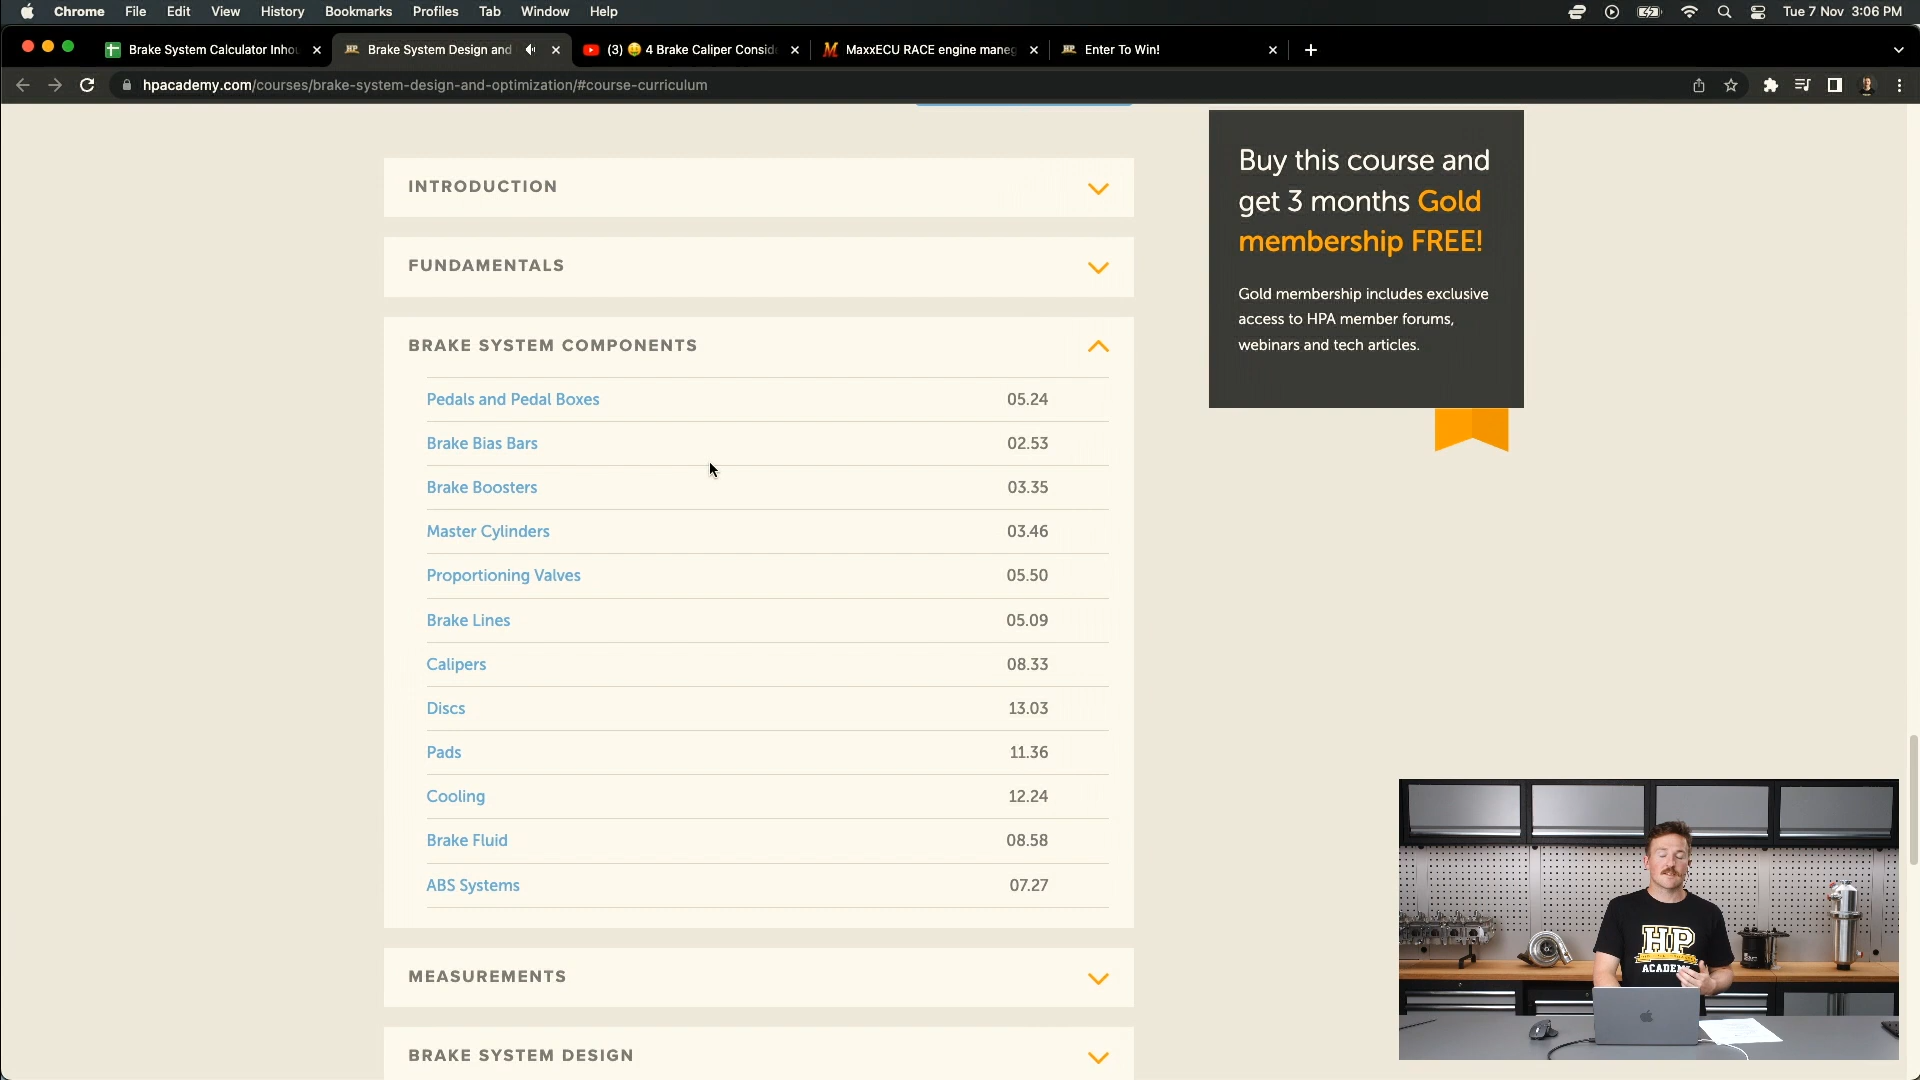 Chrome File Edit View History Bookmarks Profiles Tab Window Help Tue 7 Nov 3:06 PM
Brake System Calculator Inho
Brake System Design and
(3) 😀 4 Brake Caliper Consid
MaxxECU RACE engine maneg
Enter To Win!
hpacademy.com/courses/brake-system-design-and-optimization/#course-curriculum
INTRODUCTION
FUNDAMENTALS
BRAKE SYSTEM COMPONENTS
Pedals and Pedal Boxes 05.24
Brake Bias Bars 02.53
Brake Boosters 03.35
Master Cylinders 03.46
Proportioning Valves 05.50
Brake Lines 05.09
Calipers 08.33
Discs 13.03
Pads 11.36
Cooling 12.24
Brake Fluid 08.58
ABS Systems 07.27
MEASUREMENTS
BRAKE SYSTEM DESIGN
Buy this course and
get 3 months Gold
membership FREE!
Gold membership includes exclusive
access to HPA member forums,
webinars and tech articles.
HP
ACADEMY